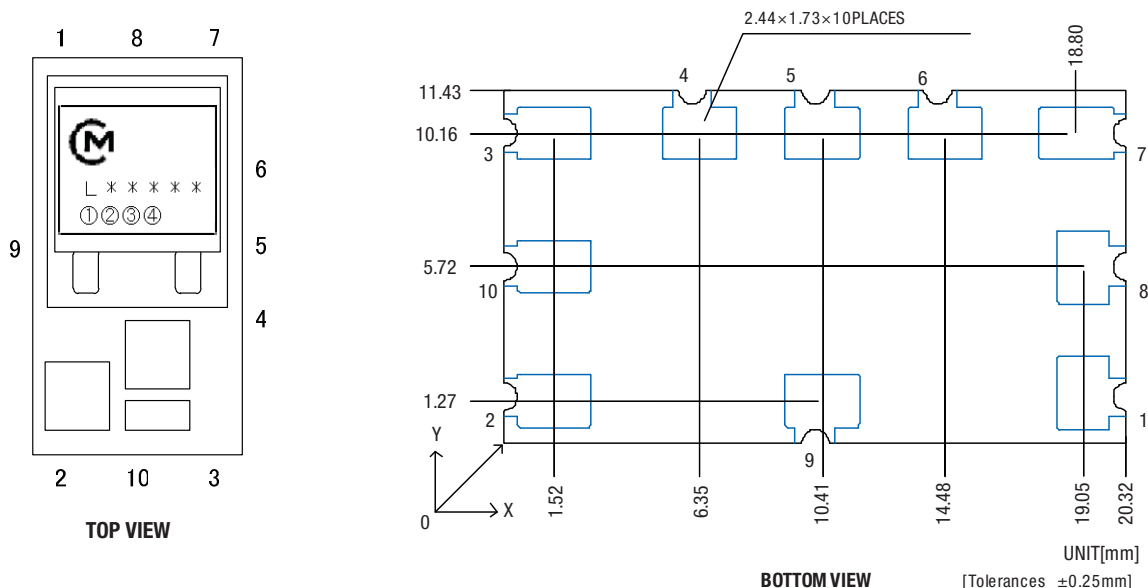 1 8 7
CM
L * * * * *
①②③④
6
9
5
4
2 10 3
TOP VIEW
2.44×1.73×10PLACES
18.80
4 5 6
11.43
10.16
3 7
5.72
10 8
1.27
2 1
9
Y
X
0
1.52 6.35 10.41 14.48 19.05 20.32
UNIT[mm]
BOTTOM VIEW
[Tolerances ±0.25mm]